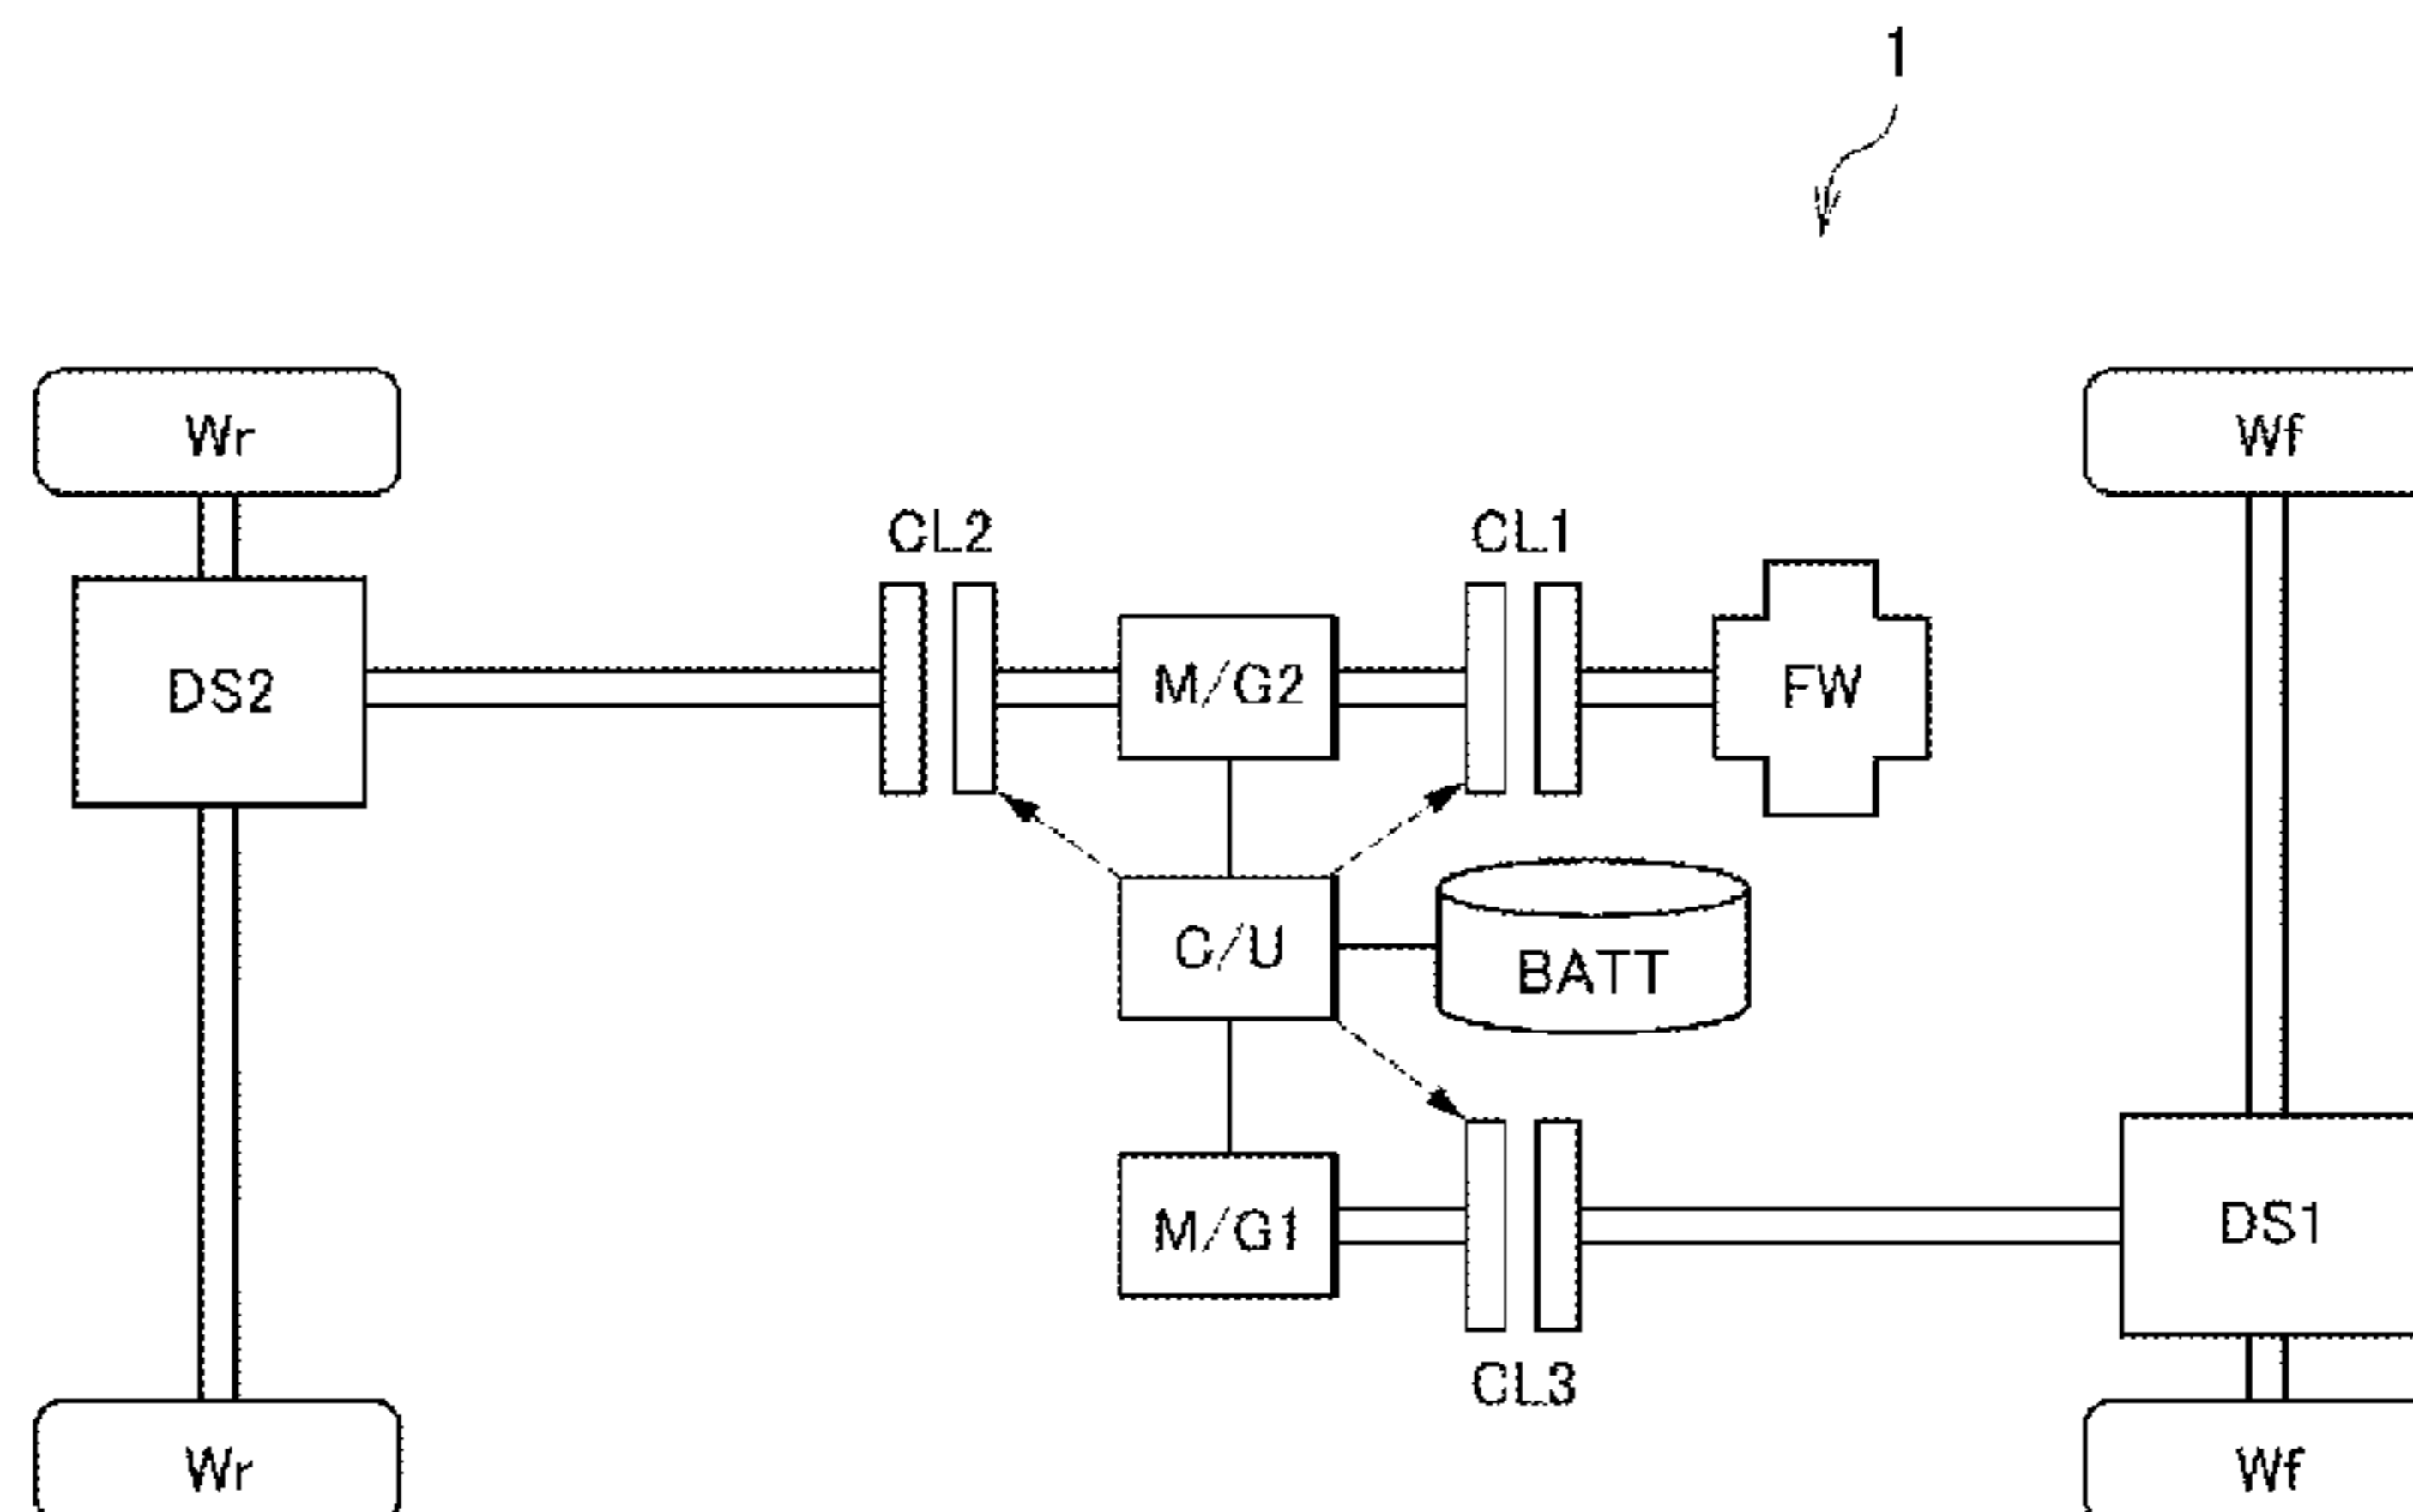 1
Wr
Wf
CL2
CL1
DS2
M/G2
FW
C/U
BATT
M/G1
DS1
CL3
Wr
Wf